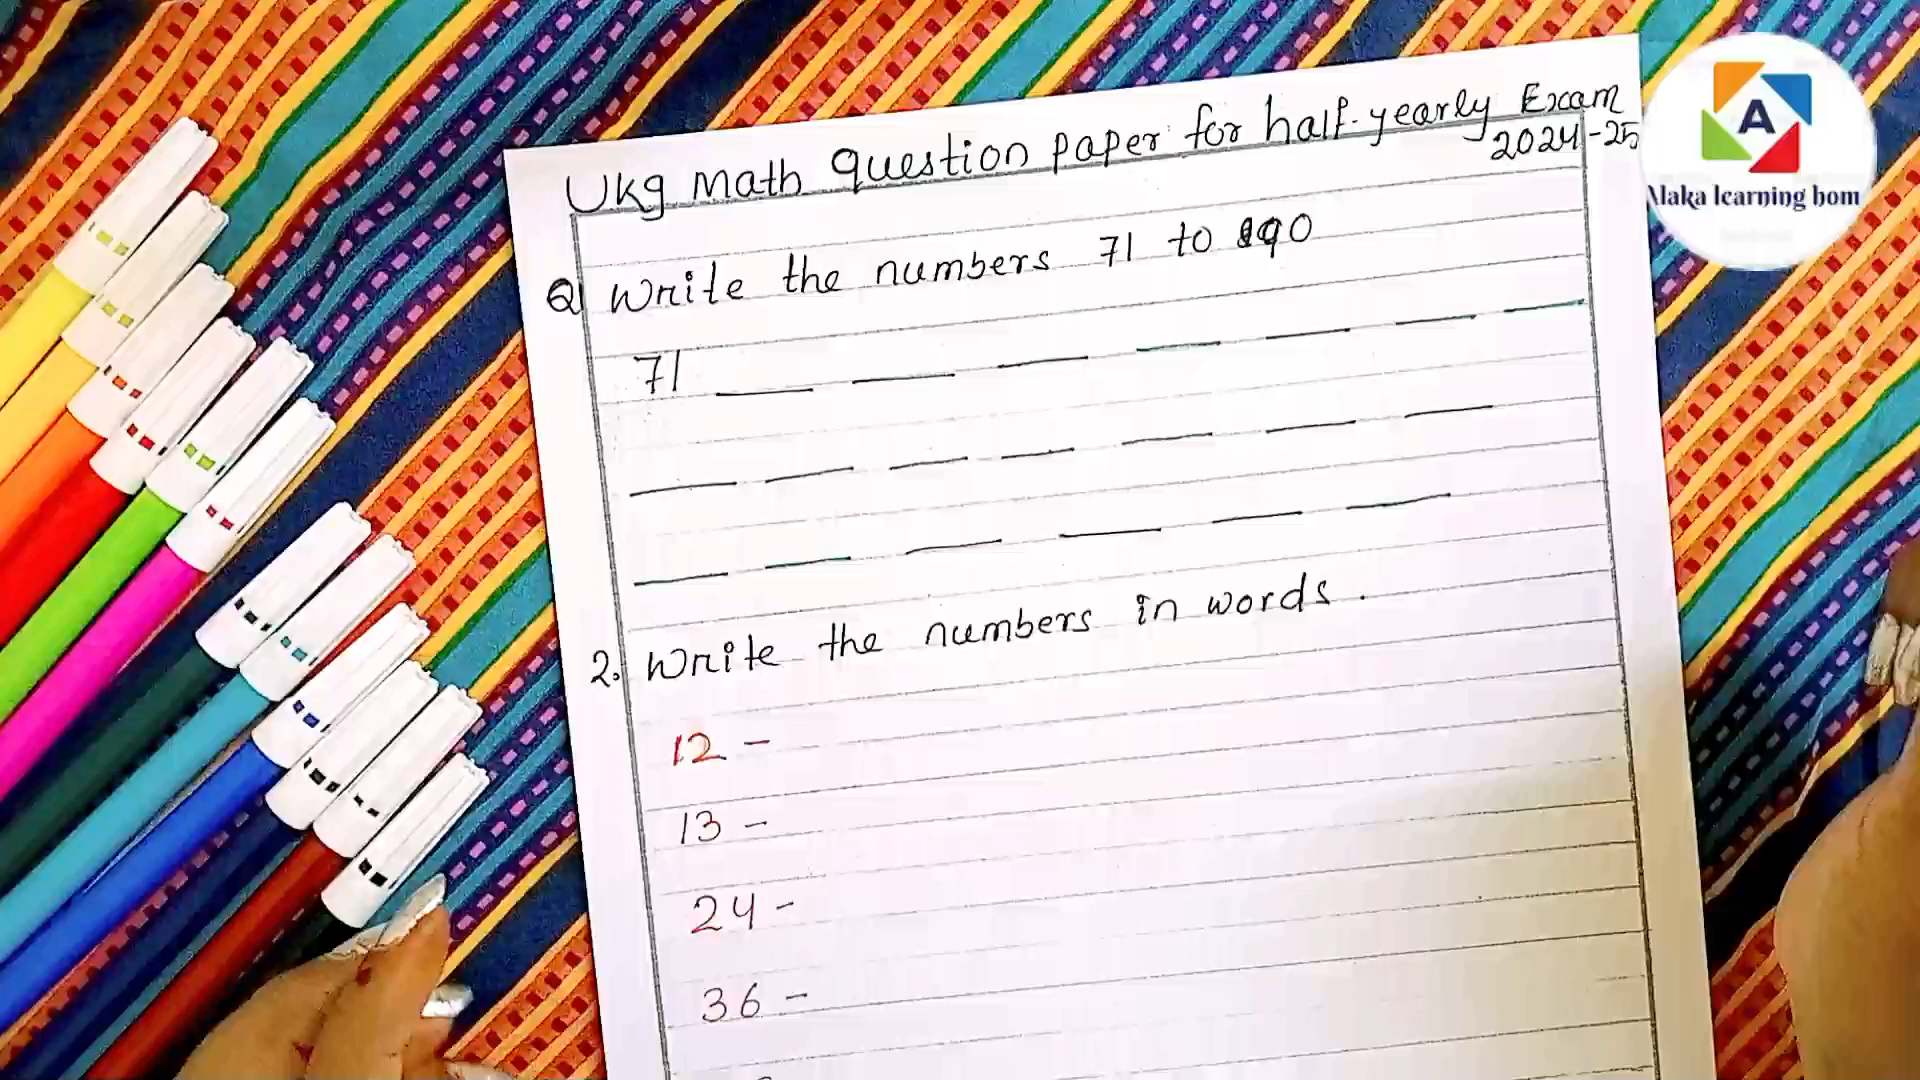 Ukg Math Question paper for half-yearly Exam
2024-25
Q Write the numbers 71 to 90
71
2. Write the numbers in words.
12 -
13 -
24 -
36 -
A
Alaka learning hom